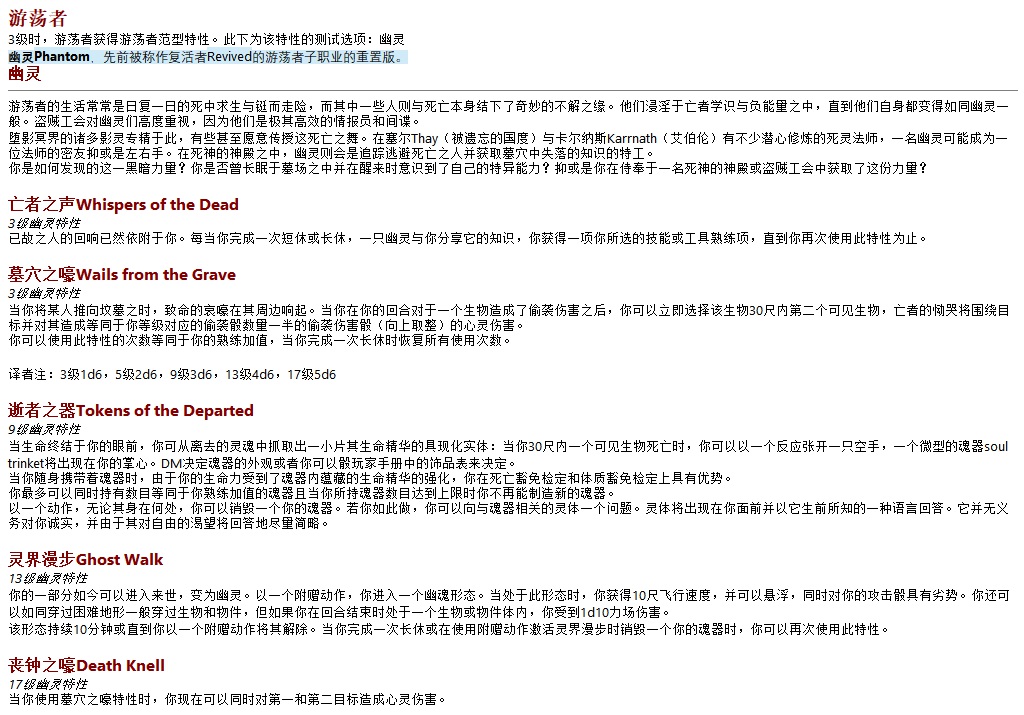 游荡者
3级时，游荡者获得游荡者范型特性。此下为该特性的测试选项：幽灵
幽灵Phantom，先前被称作复活者Revived的游荡者子职业的重置版。
幽灵
游荡者的生活常常是日复一日的死中求生与铤而走险，而其中一些人则与死亡本身结下了奇妙的不解之缘。他们浸淫于亡者学识与负能量之中，直到他们自身都变得如同幽灵一
般。盗贼工会对幽灵们高度重视，因为他们是极其高效的情报员和间谍。
堕影冥界的诸多影灵专精于此，有些甚至愿意传授这死亡之舞。在塞尔Thay（被遗忘的国度）与卡尔纳斯Karrnath（艾伯伦）有不少潜心修炼的死灵法师，一名幽灵可能成为一
位法师的密友抑或是左右手。在死神的神殿之中，幽灵则会是追踪逃避死亡之人并获取墓穴中失落的知识的特工。
你是如何发现的这一黑暗力量？你是否曾长眠于墓场之中并在醒来时意识到了自己的特异能力？抑或是你在侍奉于一名死神的神殿或盗贼工会中获取了这份力量？
亡者之声Whispers of the Dead
3级幽灵特性
已故之人的回响已然依附于你。每当你完成一次短休或长休，一只幽灵与你分享它的知识，你获得一项你所选的技能或工具熟练项，直到你再次使用此特性为止。
墓穴之嚎Wails from the Grave
3级幽灵特性
当你将某人推向坟墓之时，致命的哀嚎在其周边响起。当你在你的回合对于一个生物造成了偷袭伤害之后，你可以立即选择该生物30尺内第二个可见生物，亡者的恸哭将围绕目
标并对其造成等同于你等级对应的偷袭骰数量一半的偷袭伤害骰（向上取整）的心灵伤害。
你可以使用此特性的次数等同于你的熟练加值，当你完成一次长休时恢复所有使用次数。
译者注：3级1d6，5级2d6，9级3d6，13级4d6，17级5d6
逝者之器Tokens of the Departed
9级幽灵特性
当生命终结于你的眼前，你可从离去的灵魂中抓取出一小片其生命精华的具现化实体：当你30尺内一个可见生物死亡时，你可以以一个反应张开一只空手，一个微型的魂器soul
trinket将出现在你的掌心。DM决定魂器的外观或者你可以骰玩家手册中的饰品表来决定。
当你随身携带着魂器时，由于你的生命力受到了魂器内蕴藏的生命精华的强化，你在死亡豁免检定和体质豁免检定上具有优势。
你最多可以同时持有数目等同于你熟练加值的魂器且当你所持魂器数目达到上限时你不再能制造新的魂器。
以一个动作，无论其身在何处，你可以销毁一个你的魂器。若你如此做，你可以向与魂器相关的灵体一个问题。灵体将出现在你面前并以它生前所知的一种语言回答。它并无义
务对你诚实，并由于其对自由的渴望将回答地尽量简略。
灵界漫步Ghost Walk
13级幽灵特性
你的一部分如今可以进入来世，变为幽灵。以一个附赠动作，你进入一个幽魂形态。当处于此形态时，你获得10尺飞行速度，并可以悬浮，同时对你的攻击骰具有劣势。你还可
以如同穿过困难地形一般穿过生物和物件，但如果你在回合结束时处于一个生物或物件体内，你受到1d10力场伤害。
该形态持续10分钟或直到你以一个附赠动作将其解除。当你完成一次长休或在使用附赠动作激活灵界漫步时销毁一个你的魂器时，你可以再次使用此特性。
丧钟之嚎Death Knell
17级幽灵特性
当你使用墓穴之嚎特性时，你现在可以同时对第一和第二目标造成心灵伤害。